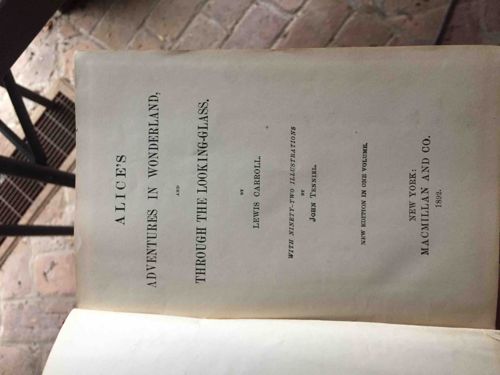 ALICE'S
ADVENTURES IN WONDERLAND,
AND
THROUGH THE LOOKING-GLASS.
BY
LEWIS CARROLL.
WITH NINETY-TWO ILLUSTRATIONS
BY
JOHN TENNIEL.
NEW EDITION IN ONE VOLUME.
NEW YORK:
MACMILLAN AND CO.
1892.